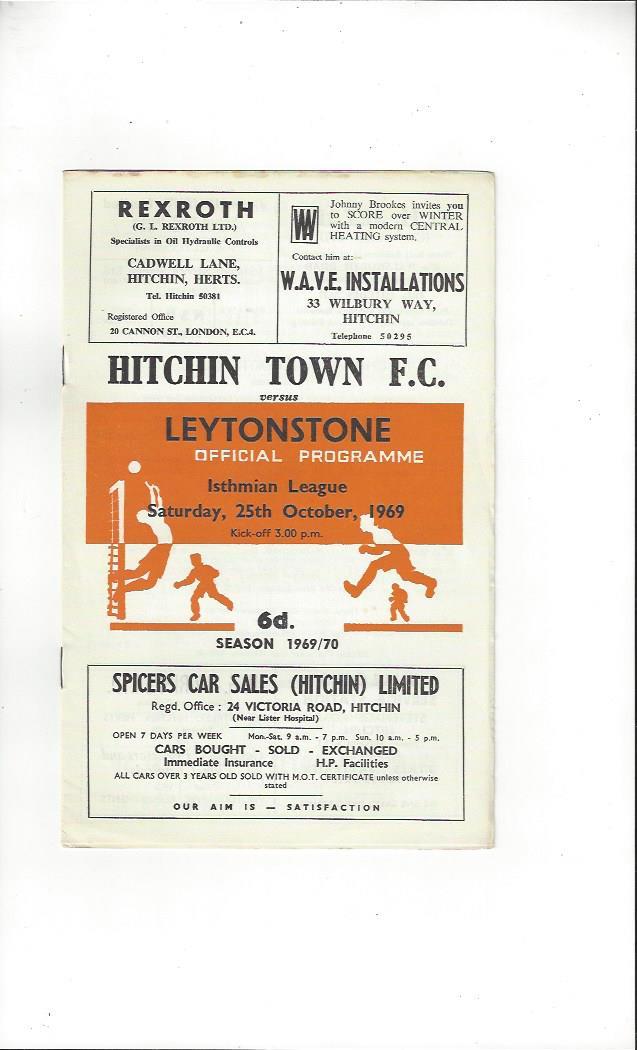 REXROTH
(G. L. REXROTH LTD.)
Specialists in Oil Hydraulic Controls
CADWELL LANE,
HITCHIN, HERTS.
Tel. Hitchin 50381
Registered Office
20 CANNON ST., LONDON, E.C.4.
Johnny Brookes invites you
to SCORE over WINTER
with a modern CENTRAL
HEATING system.
Contact him at:
W.A.V.E. INSTALLATIONS
33 WILBURY WAY,
HITCHIN
Telephone 50295
HITCHIN TOWN F.C.
versus
LEYTONSTONE
OFFICIAL PROGRAMME
Isthmian League
Saturday, 25th October, 1969
Kick-off 3.00 p.m.
6d.
SEASON 1969/70
SPICERS CAR SALES (HITCHIN) LIMITED
Regd. Office : 24 VICTORIA ROAD, HITCHIN
(Near Lister Hospital)
OPEN 7 DAYS PER WEEK Mon.-Sat. 9 a.m. - 7 p.m. Sun. 10 a.m. - 5 p.m.
CARS BOUGHT - SOLD - EXCHANGED
Immediate Insurance H.P. Facilities
ALL CARS OVER 3 YEARS OLD SOLD WITH M.O.T. CERTIFICATE unless otherwise
stated
OUR AIM IS — SATISFACTION